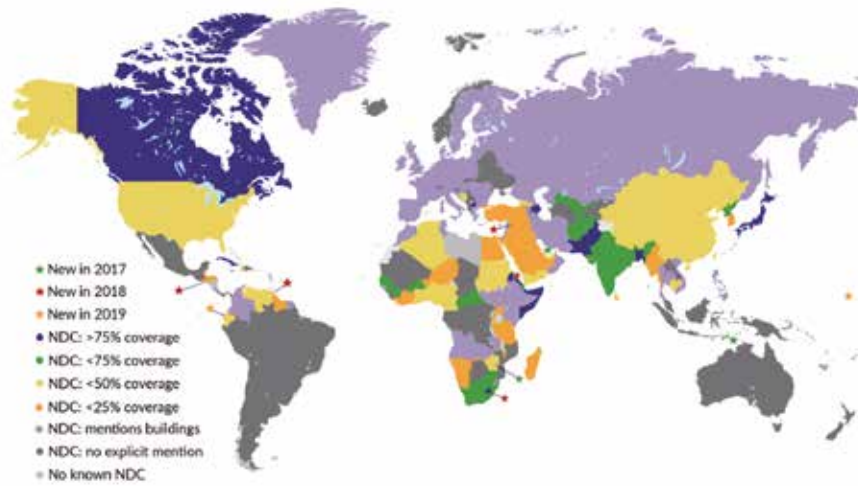 New in 2017
New in 2018
New in 2019
NDC: >75% coverage
NDC: <75% coverage
NDC: <50% coverage
NDC: <25% coverage
NDC: mentions buildings
NDC: no explicit mention
No known NDC